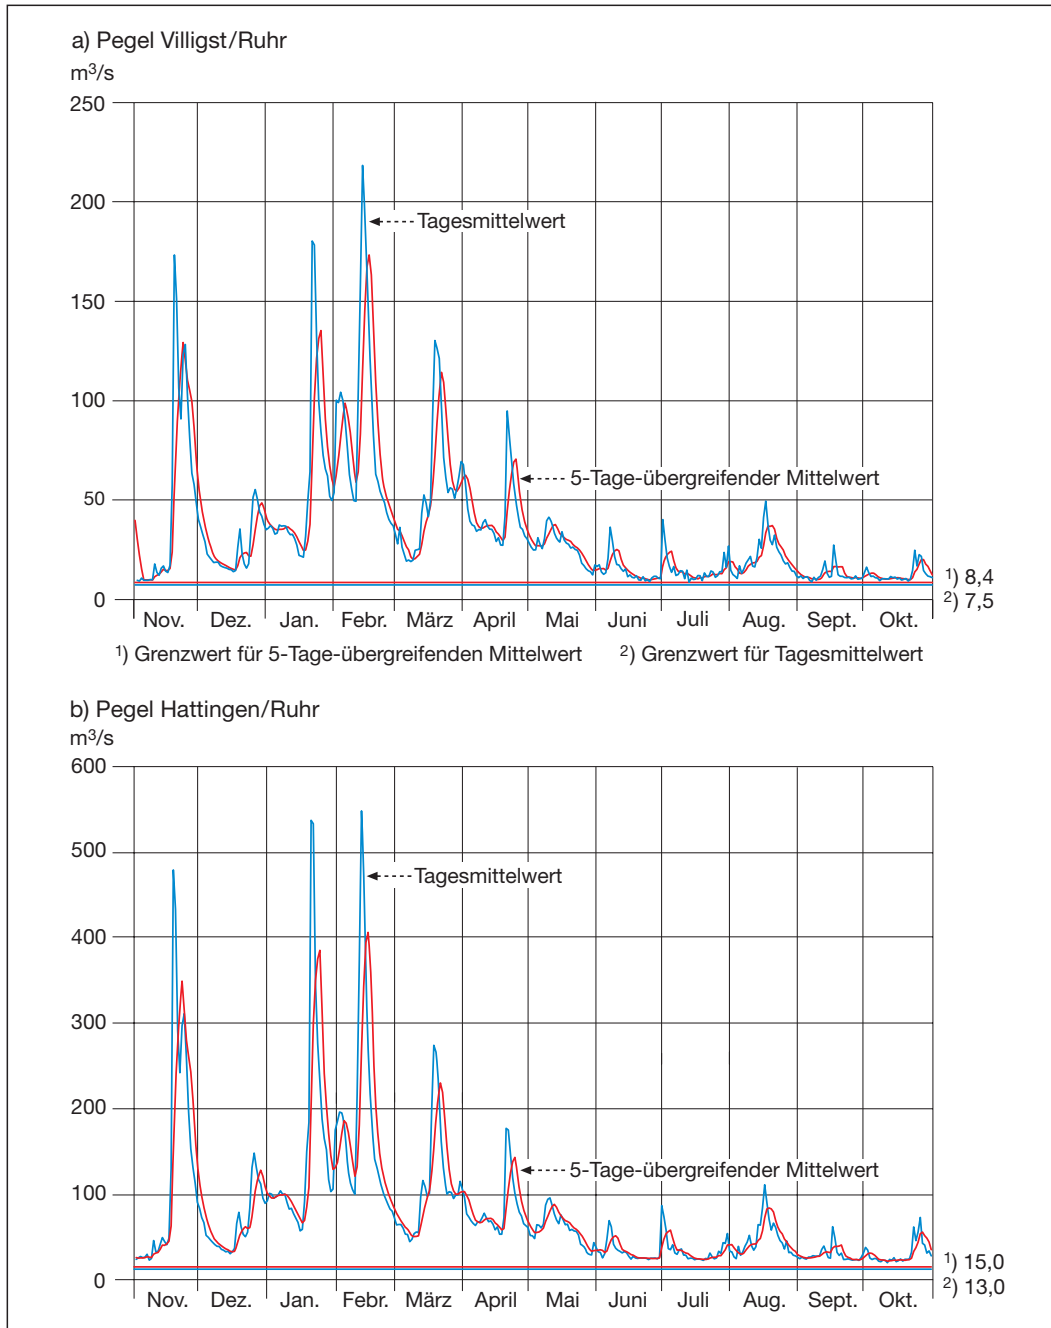 a) Pegel Villigst/Ruhr
m³/s
250
200
Tagesmittelwert
150
100
50
5-Tage-übergreifender Mittelwert
¹) 8,4
0
²) 7,5
Nov. Dez. Jan. Febr. März April Mai Juni Juli Aug. Sept. Okt.
¹) Grenzwert für 5-Tage-übergreifenden Mittelwert ²) Grenzwert für Tagesmittelwert
b) Pegel Hattingen/Ruhr
m³/s
600
500
Tagesmittelwert
400
300
200
5-Tage-übergreifender Mittelwert
100
¹) 15,0
0
²) 13,0
Nov. Dez. Jan. Febr. März April Mai Juni Juli Aug. Sept. Okt.